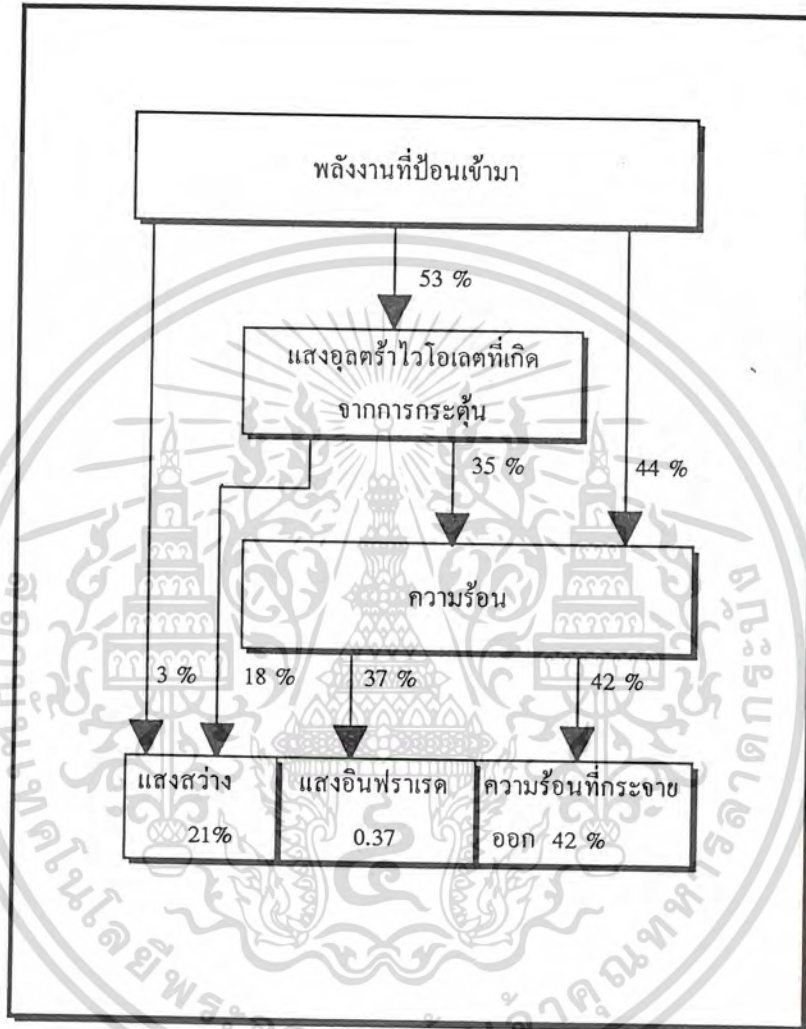 พลังงานที่ป้อนเข้ามา
53 %
แสงอุลตร้าไวโอเลตที่เกิด
จากการกระตุ้น
35 %
44 %
ความร้อน
3 %
18 %
37 %
42 %
แสงสว่าง
21%
แสงอินฟราเรด
0.37
ความร้อนที่กระจาย
ออก 42 %